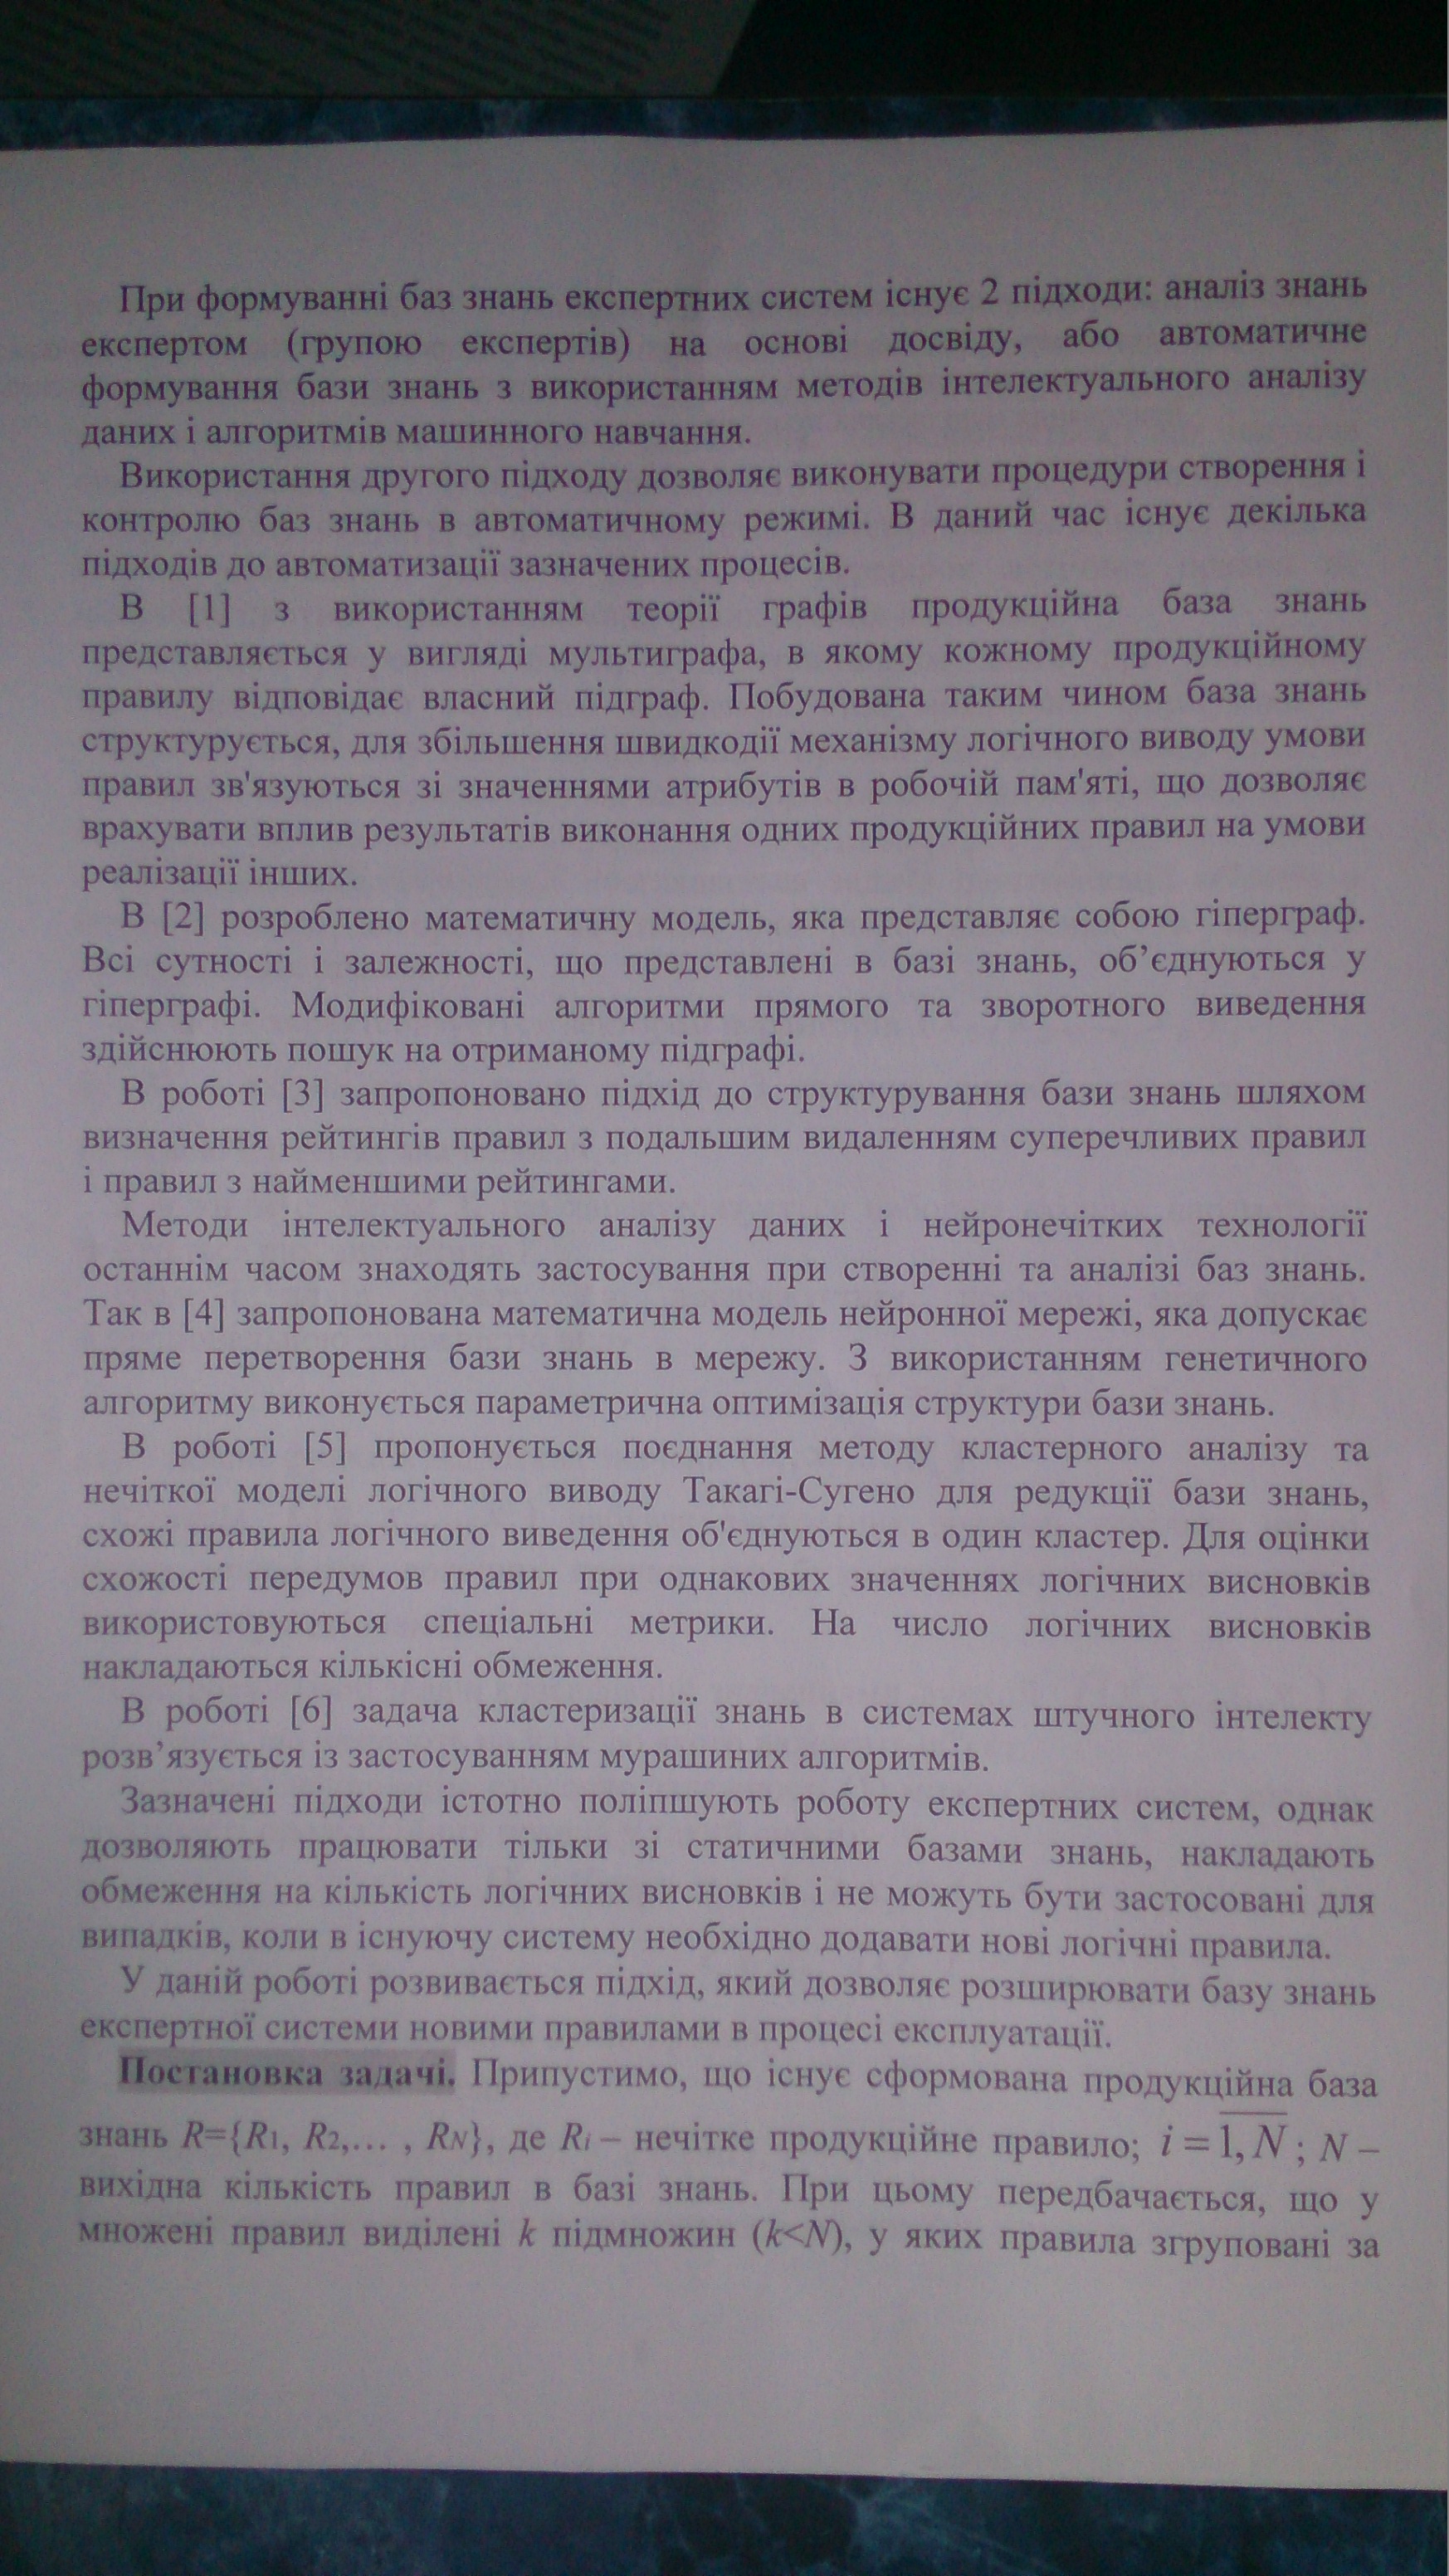 При формуванні баз знань експертних систем існує 2 підходи: аналіз знань
експертом (групою експертів) на основі досвіду, або автоматичне
формування бази знань з використанням методів інтелектуального аналізу
даних і алгоритмів машинного навчання.
Використання другого підходу дозволяє виконувати процедури створення і
контролю баз знань в автоматичному режимі. В даний час існує декілька
підходів до автоматизації зазначених процесів.
В [1] з використанням теорії графів продукційна база знань
представляється у вигляді мультиграфа, в якому кожному продукційному
правилу відповідає власний підграф. Побудована таким чином база знань
структурується, для збільшення швидкодії механізму логічного виводу умови
правил зв'язуються зі значеннями атрибутів в робочій пам'яті, що дозволяє
врахувати вплив результатів виконання одних продукційних правил на умови
реалізації інших.
В [2] розроблено математичну модель, яка представляє собою гіперграф.
Всі сутності і залежності, що представлені в базі знань, об’єднуються у
гіперграфі. Модифіковані алгоритми прямого та зворотного виведення
здійснюють пошук на отриманому підграфі.
В роботі [3] запропоновано підхід до структурування бази знань шляхом
визначення рейтингів правил з подальшим видаленням суперечливих правил
і правил з найменшими рейтингами.
Методи інтелектуального аналізу даних і нейронечітких технології
останнім часом знаходять застосування при створенні та аналізі баз знань.
Так в [4] запропонована математична модель нейронної мережі, яка допускає
пряме перетворення бази знань в мережу. З використанням генетичного
алгоритму виконується параметрична оптимізація структури бази знань.
В роботі [5] пропонується поєднання методу кластерного аналізу та
нечіткої моделі логічного виводу Такагі-Сугено для редукції бази знань,
схожі правила логічного виведення об'єднуються в один кластер. Для оцінки
схожості передумов правил при однакових значеннях логічних висновків
використовуються спеціальні метрики. На число логічних висновків
накладаються кількісні обмеження.
В роботі [6] задача кластеризації знань в системах штучного інтелекту
розв’язується із застосуванням мурашиних алгоритмів.
Зазначені підходи істотно поліпшують роботу експертних систем, однак
дозволяють працювати тільки зі статичними базами знань, накладають
обмеження на кількість логічних висновків і не можуть бути застосовані для
випадків, коли в існуючу систему необхідно додавати нові логічні правила.
У даній роботі розвивається підхід, який дозволяє розширювати базу знань
експертної системи новими правилами в процесі експлуатації.
Постановка задачі. Припустимо, що існує сформована продукційна база
знань R={R1, R2,… , RN}, де Ri – нечітке продукційне правило; i = 1, N ; N –
вихідна кількість правил в базі знань. При цьому передбачається, що у
множені правил виділені k підмножин (k<N), у яких правила згруповані за